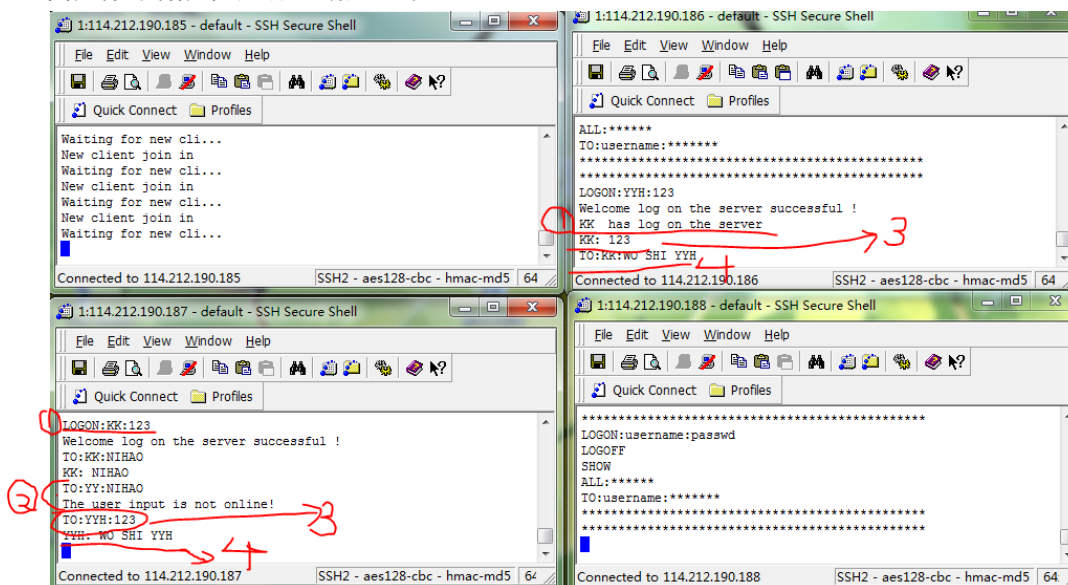 1:114.212.190.185 - default - SSH Secure Shell
File Edit View Window Help
Quick Connect Profiles
Waiting for new cli...
New client join in
Waiting for new cli...
New client join in
Waiting for new cli...
New client join in
Waiting for new cli...
Connected to 114.212.190.185 SSH2 - aes128-cbc - hmac-md5 64
1:114.212.190.186 - default - SSH Secure Shell
File Edit View Window Help
Quick Connect Profiles
ALL:******
TO:username:*******
***********************************************
***********************************************
LOGON:YYH:123
Welcome log on the server successful !
1 KK has log on the server
KK: 123 3
TO:KK:WO SHI YYH 4
Connected to 114.212.190.186 SSH2 - aes128-cbc - hmac-md5 64
1:114.212.190.187 - default - SSH Secure Shell
File Edit View Window Help
Quick Connect Profiles
1 LOGON:KK:123
Welcome log on the server successful !
TO:KK:NIHAO
KK: NIHAO
2 TO:YY:NIHAO
The user input is not online!
TO:YYH:123 3
YYH: WO SHI YYH 4
Connected to 114.212.190.187 SSH2 - aes128-cbc - hmac-md5 64
1:114.212.190.188 - default - SSH Secure Shell
File Edit View Window Help
Quick Connect Profiles
***********************************************
LOGON:username:passwd
LOGOFF
SHOW
ALL:******
TO:username:*******
***********************************************
***********************************************
Connected to 114.212.190.188 SSH2 - aes128-cbc - hmac-md5 64